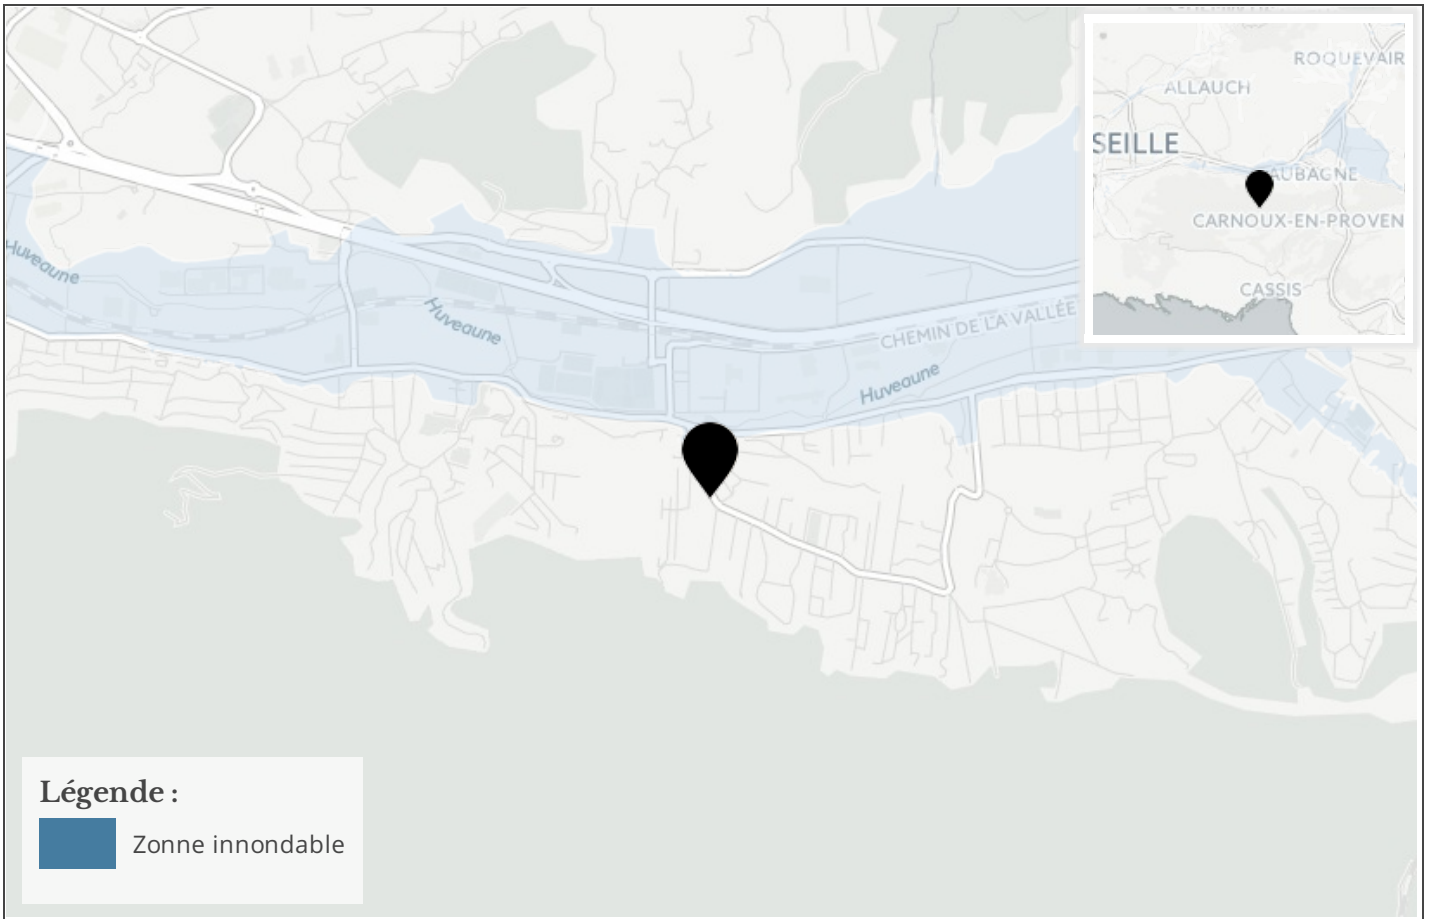 ROQUEVAIR
ALLAUCH
SEILLE
AUBAGNE
CARNOUX-EN-PROVEN
CASSIS
Huveaune
Huveaune
CHEMIN DE LA VALLÉE
Huveaune
Légende :
Zonne innondable